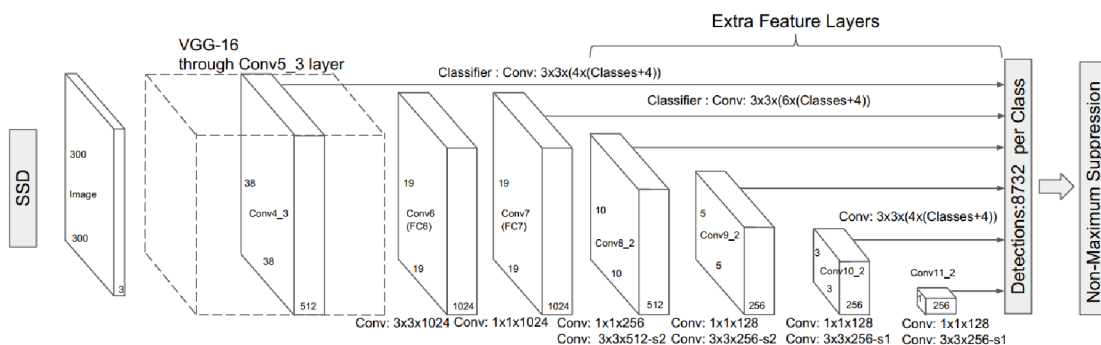 Extra Feature Layers
VGG-16
through Conv5_3 layer
Classifier : Conv: 3x3x(4x(Classes+4))
Classifier : Conv: 3x3x(6x(Classes+4))
SSD
300
Image
300
3
38
Conv4_3
38
512
19
Conv6
(FC6)
19
1024
19
Conv7
(FC7)
19
1024
10
Conv8_2
10
512
5
Conv9_2
5
256
Conv: 3x3x(4x(Classes+4))
3
Conv10_2
3
256
Conv11_2
1
256
Detections:8732 per Class
Non-Maximum Suppression
Conv: 3x3x1024
Conv: 1x1x1024
Conv: 1x1x256
Conv: 3x3x512-s2
Conv: 1x1x128
Conv: 3x3x256-s2
Conv: 1x1x128
Conv: 3x3x256-s1
Conv: 1x1x128
Conv: 3x3x256-s1